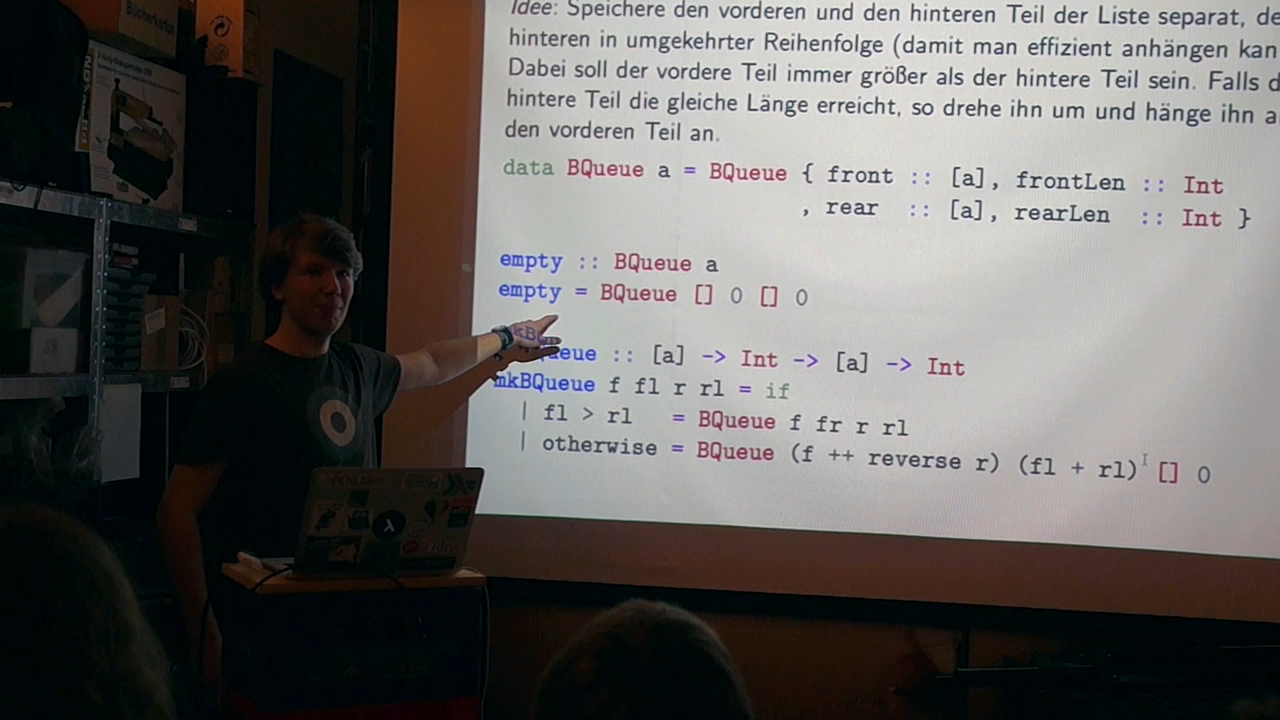 Bücherkoffer
Idee: Speichere den vorderen und den hinteren Teil der Liste separat, de
hinteren in umgekehrter Reihenfolge (damit man effizient anhängen kan
Dabei soll der vordere Teil immer größer als der hintere Teil sein. Falls d
hintere Teil die gleiche Länge erreicht, so drehe ihn um und hänge ihn a
den vorderen Teil an.
data BQueue a = BQueue { front :: [a], frontLen :: Int
, rear :: [a], rearLen :: Int }
empty :: BQueue a
empty = BQueue [] 0 [] 0
eue :: [a] -> Int -> [a] -> Int
mkBQueue f fl r rl = if
| fl > rl = BQueue f fr r rl
| otherwise = BQueue (f ++ reverse r) (fl + rl) [] 0
OPENLAB
λ